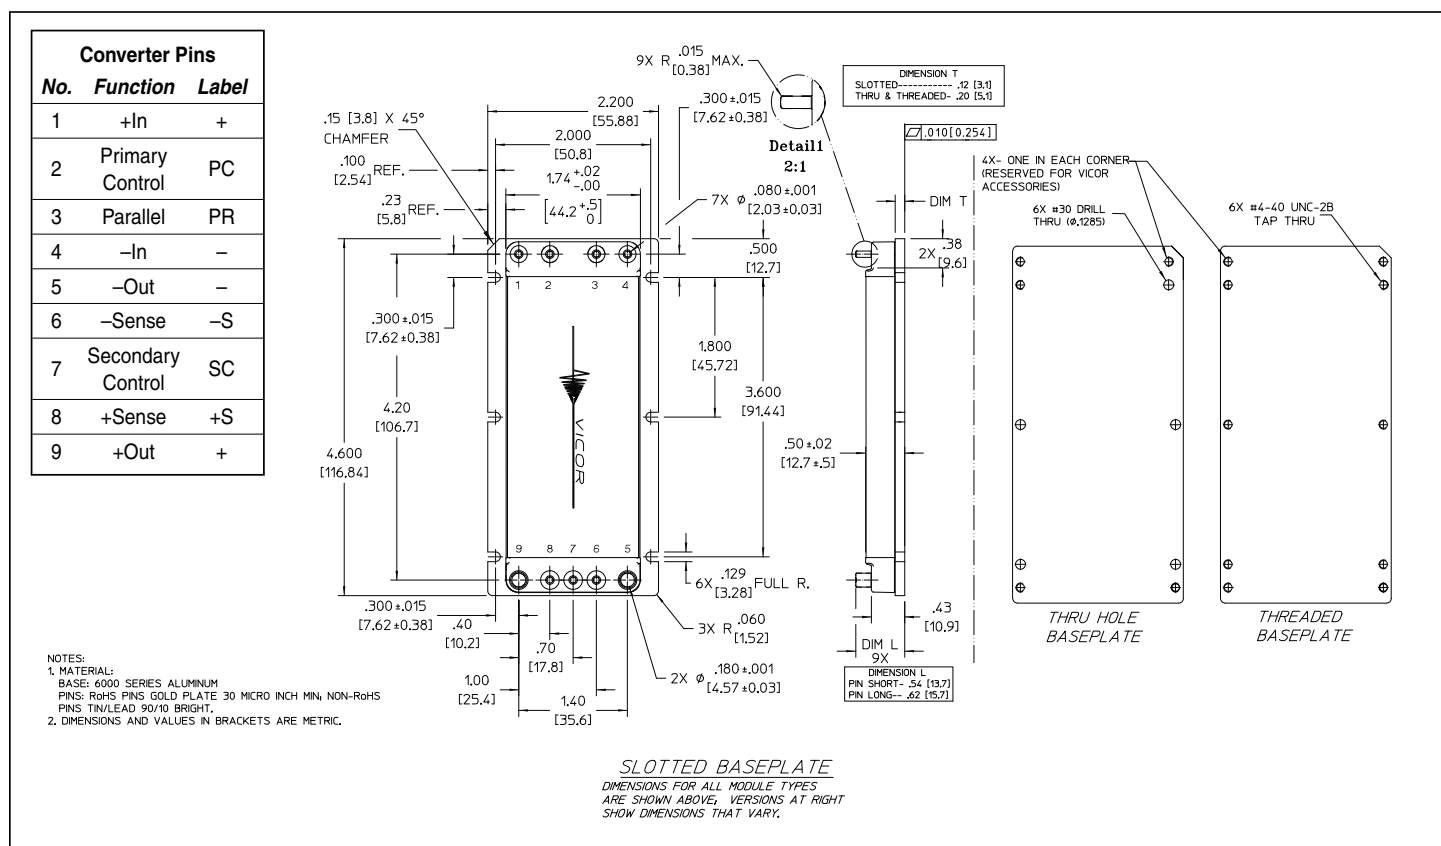 Converter Pins
No. Function Label
1 +In +
2 Primary Control PC
3 Parallel PR
4 –In –
5 –Out –
6 –Sense –S
7 Secondary Control SC
8 +Sense +S
9 +Out +
.15 [3.8] X 45°
CHAMFER
.100
[2.54] REF.
.23
[5.8] REF.
2.200
[55.88]
2.000
[50.8]
1.74 +.02
-.00
[44.2 +.5
0]
9X R .015
[0.38] MAX.
.300±.015
[7.62±0.38]
Detail1
2:1
7X ø .080±.001
[2.03±0.03]
.500
[12.7]
DIMENSION T
SLOTTED----------- .12 [3.1]
THRU & THREADED- .20 [5.1]
.010[0.254]
DIM T
2X .38
[9.6]
1 2 3 4
.300±.015
[7.62±0.38]
1.800
[45.72]
3.600
[91.44]
4.20
[106.7]
4.600
[116.84]
VICOR
.50±.02
[12.7±.5]
9 8 7 6 5
6X .129
[3.28] FULL R.
3X R .060
[1.52]
2X ø .180±.001
[4.57±0.03]
.300±.015
[7.62±0.38]
.40
[10.2]
.70
[17.8]
1.00
[25.4]
1.40
[35.6]
.43
[10.9]
DIM L
9X
DIMENSION L
PIN SHORT- .54 [13.7]
PIN LONG-- .62 [15.7]
4X- ONE IN EACH CORNER
(RESERVED FOR VICOR
ACCESSORIES)
6X #30 DRILL
THRU (ø.1285)
6X #4-40 UNC-2B
TAP THRU
THRU HOLE
BASEPLATE
THREADED
BASEPLATE
NOTES:
1. MATERIAL:
BASE: 6000 SERIES ALUMINUM
PINS: RoHS PINS GOLD PLATE 30 MICRO INCH MIN; NON-RoHS
PINS TIN/LEAD 90/10 BRIGHT.
2. DIMENSIONS AND VALUES IN BRACKETS ARE METRIC.
SLOTTED BASEPLATE
DIMENSIONS FOR ALL MODULE TYPES
ARE SHOWN ABOVE, VERSIONS AT RIGHT
SHOW DIMENSIONS THAT VARY.